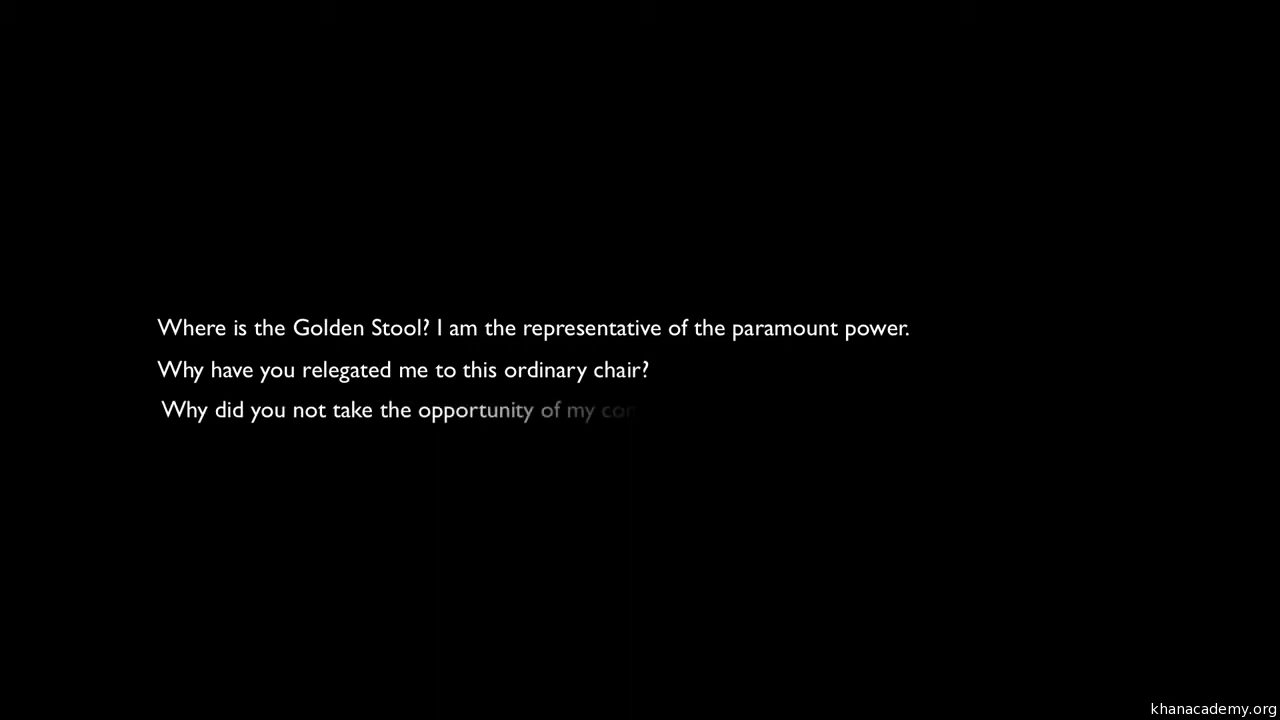 Where is the Golden Stool? I am the representative of the paramount power.
Why have you relegated me to this ordinary chair?
Why did you not take the opportunity of my
khanacademy.org